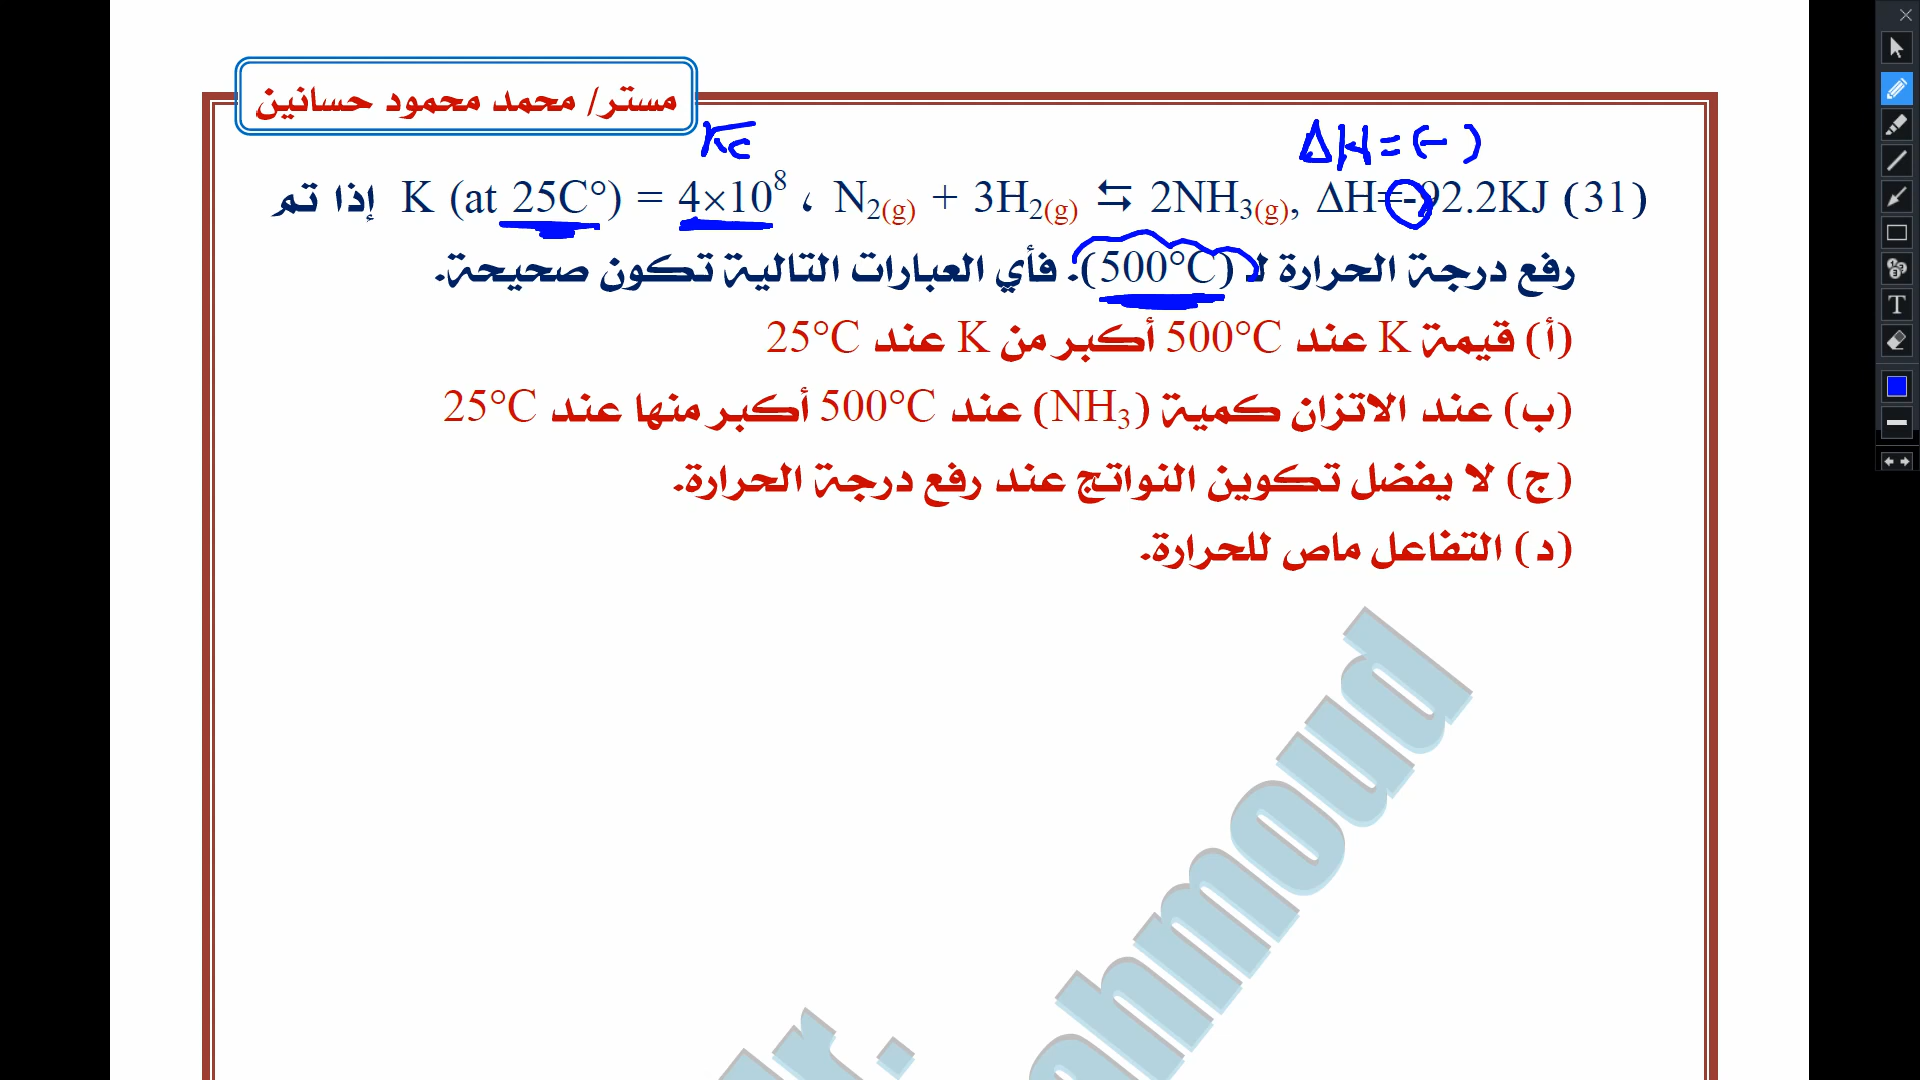 مستر/ محمد محمود حسانين
Kc
ΔH=(-)
(31) N₂(g) + 3H₂(g) ⇆ 2NH₃(g), ΔH=-92.2KJ ، K (at 25C°) = 4×10⁸ إذا تم
رفع درجة الحرارة لـ (500°C). فأي العبارات التالية تكون صحيحة.
(أ) قيمة K عند 500°C أكبر من K عند 25°C
(ب) عند الاتزان كمية (NH₃) عند 500°C أكبر منها عند 25°C
(ج) لا يفضل تكوين النواتج عند رفع درجة الحرارة.
(د) التفاعل ماص للحرارة.
ahmoud